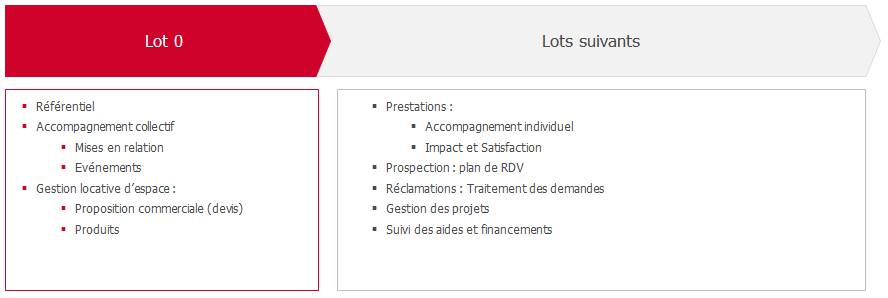 Lot 0
Lots suivants
Référentiel
Accompagnement collectif
Mises en relation
Evénements
Gestion locative d’espace :
Proposition commerciale (devis)
Produits
Prestations :
Accompagnement individuel
Impact et Satisfaction
Prospection : plan de RDV
Réclamations : Traitement des demandes
Gestion des projets
Suivi des aides et financements